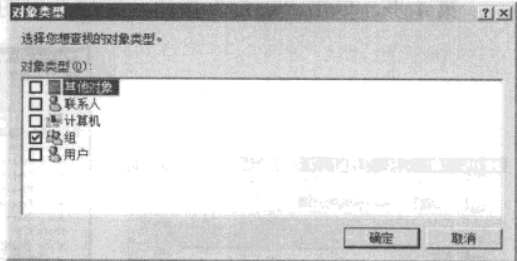 对象类型
选择您想查找的对象类型。
对象类型(O):
其他对象
联系人
计算机
组
用户
确定
取消